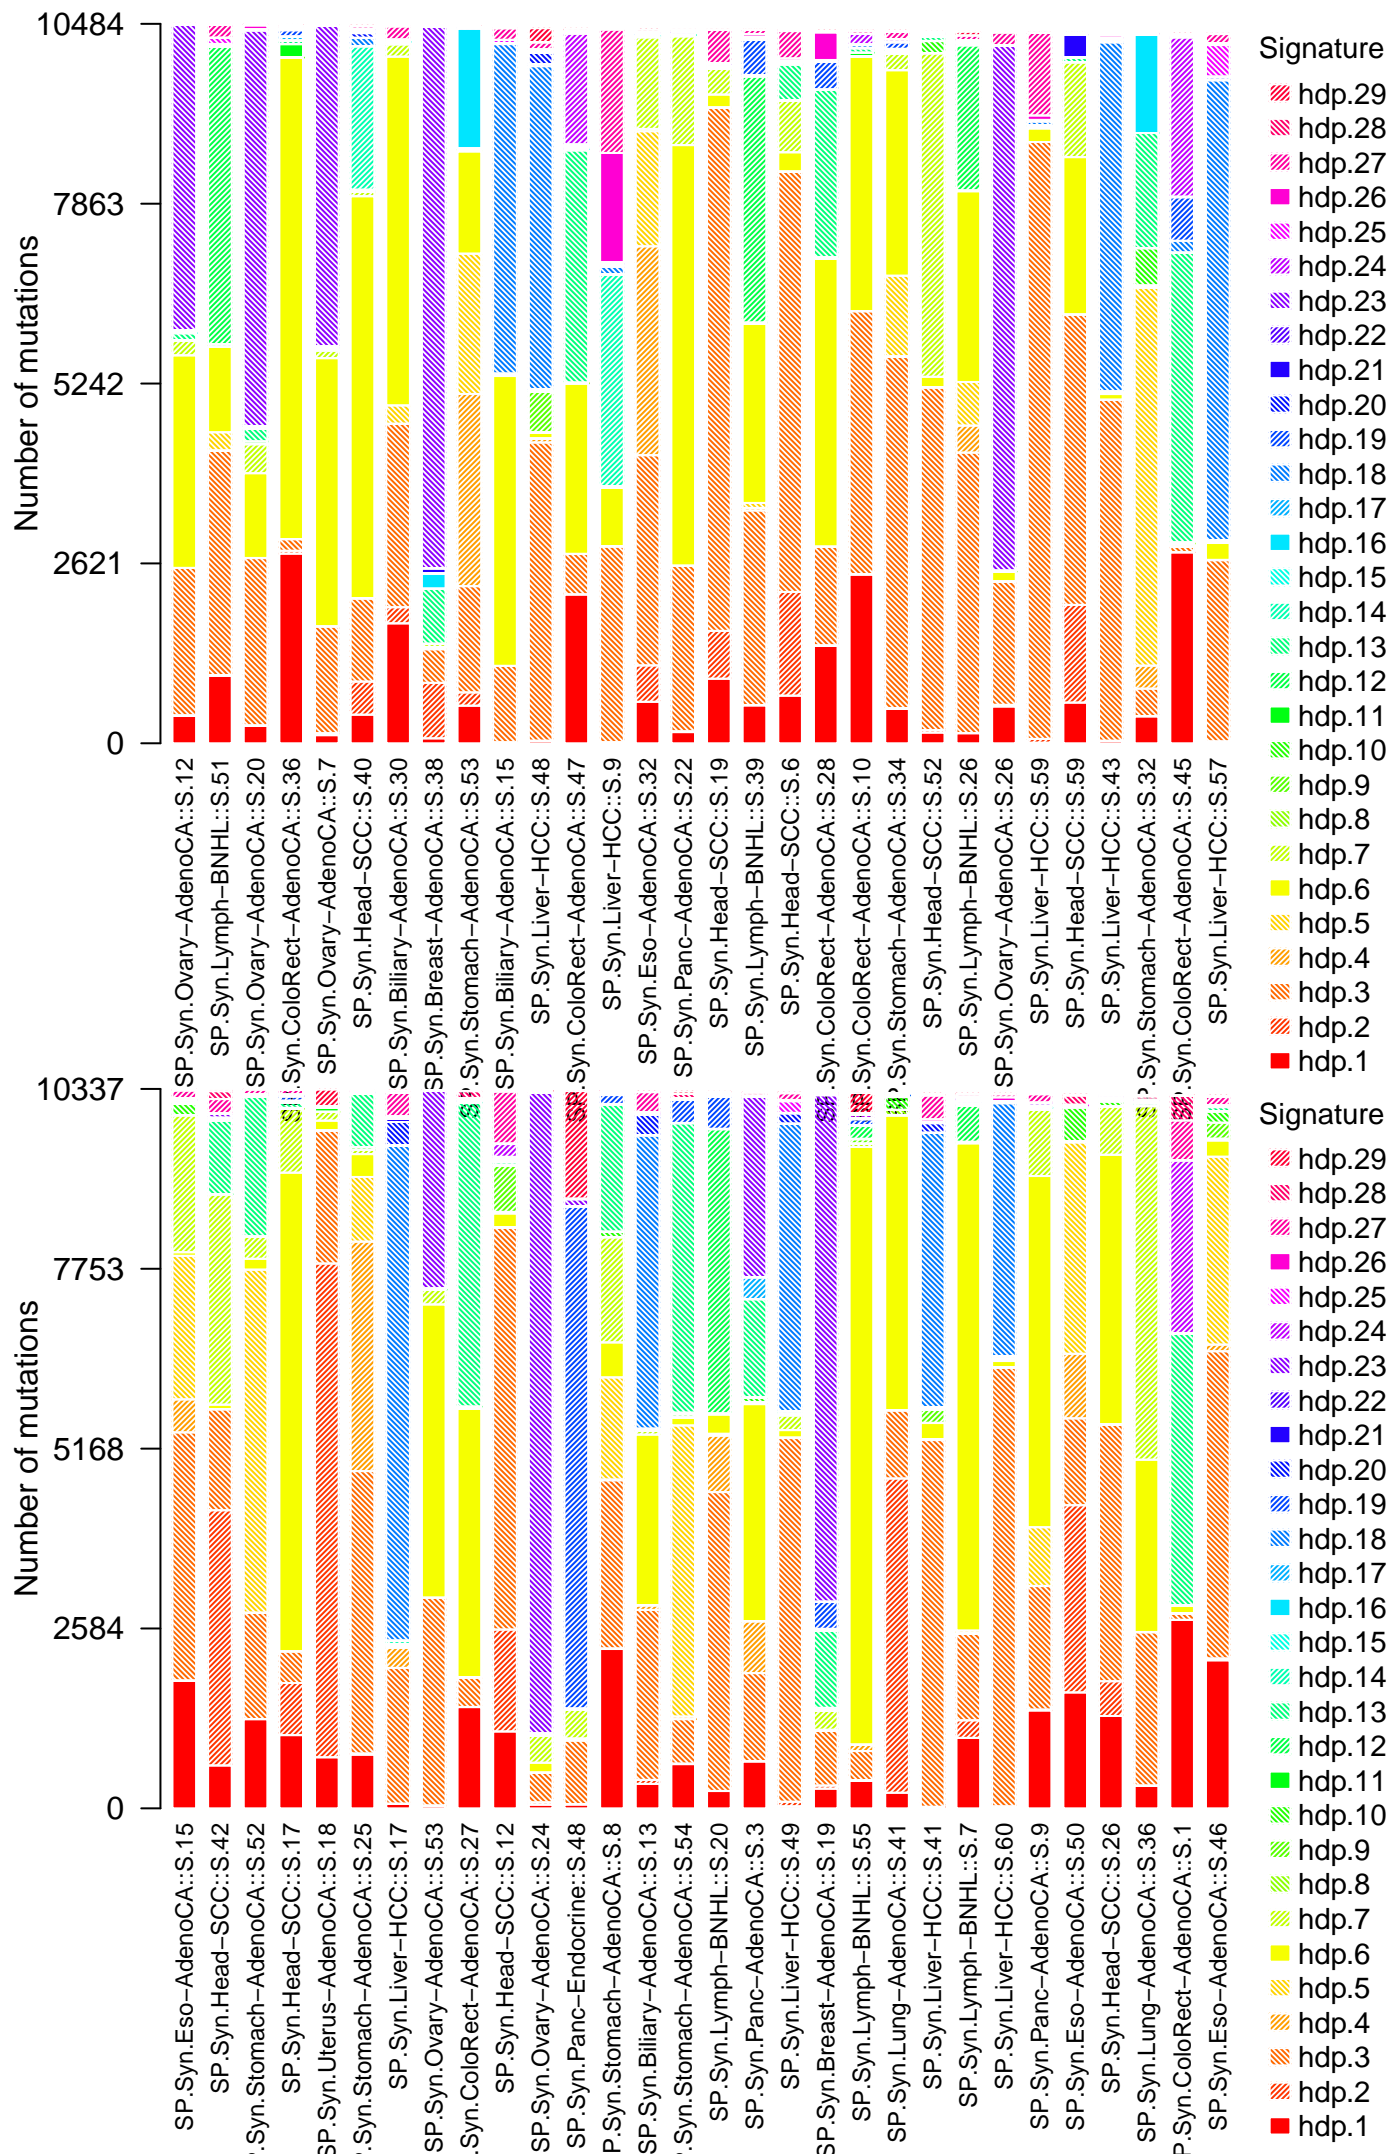 10484
7863
5242
2621
0
Number of mutations
SP.Syn.Ovary−AdenoCA::S.12
SP.Syn.Lymph−BNHL::S.51
SP.Syn.Ovary−AdenoCA::S.20
.Syn.ColoRect−AdenoCA::S.36
SP.Syn.Ovary−AdenoCA::S.7
SP.Syn.Head−SCC::S.40
SP.Syn.Biliary−AdenoCA::S.30
SP.Syn.Breast−AdenoCA::S.38
SP.Syn.Stomach−AdenoCA::S.53
SP.Syn.Biliary−AdenoCA::S.15
SP.Syn.Liver−HCC::S.48
SP.Syn.ColoRect−AdenoCA::S.47
SP.Syn.Liver−HCC::S.9
SP.Syn.Eso−AdenoCA::S.32
SP.Syn.Panc−AdenoCA::S.22
SP.Syn.Head−SCC::S.19
SP.Syn.Lymph−BNHL::S.39
SP.Syn.Head−SCC::S.6
SP.Syn.ColoRect−AdenoCA::S.28
SP.Syn.ColoRect−AdenoCA::S.10
SP.Syn.Stomach−AdenoCA::S.34
SP.Syn.Head−SCC::S.52
SP.Syn.Lymph−BNHL::S.26
SP.Syn.Ovary−AdenoCA::S.26
SP.Syn.Liver−HCC::S.59
SP.Syn.Head−SCC::S.59
SP.Syn.Liver−HCC::S.43
SP.Syn.Stomach−AdenoCA::S.32
SP.Syn.ColoRect−AdenoCA::S.45
SP.Syn.Liver−HCC::S.57
Signature
hdp.29
hdp.28
hdp.27
hdp.26
hdp.25
hdp.24
hdp.23
hdp.22
hdp.21
hdp.20
hdp.19
hdp.18
hdp.17
hdp.16
hdp.15
hdp.14
hdp.13
hdp.12
hdp.11
hdp.10
hdp.9
hdp.8
hdp.7
hdp.6
hdp.5
hdp.4
hdp.3
hdp.2
hdp.1
10337
7753
5168
2584
0
Number of mutations
SP.Syn.Eso−AdenoCA::S.15
SP.Syn.Head−SCC::S.42
P.Syn.Stomach−AdenoCA::S.52
SP.Syn.Head−SCC::S.17
SP.Syn.Uterus−AdenoCA::S.18
P.Syn.Stomach−AdenoCA::S.25
SP.Syn.Liver−HCC::S.17
SP.Syn.Ovary−AdenoCA::S.53
.Syn.ColoRect−AdenoCA::S.27
SP.Syn.Head−SCC::S.12
SP.Syn.Ovary−AdenoCA::S.24
SP.Syn.Panc−Endocrine::S.48
SP.Syn.Stomach−AdenoCA::S.8
SP.Syn.Biliary−AdenoCA::S.13
P.Syn.Stomach−AdenoCA::S.54
SP.Syn.Lymph−BNHL::S.20
SP.Syn.Panc−AdenoCA::S.3
SP.Syn.Liver−HCC::S.49
SP.Syn.Breast−AdenoCA::S.19
SP.Syn.Lymph−BNHL::S.55
SP.Syn.Lung−AdenoCA::S.41
SP.Syn.Liver−HCC::S.41
SP.Syn.Lymph−BNHL::S.7
SP.Syn.Liver−HCC::S.60
SP.Syn.Panc−AdenoCA::S.9
SP.Syn.Eso−AdenoCA::S.50
SP.Syn.Head−SCC::S.26
SP.Syn.Lung−AdenoCA::S.36
P.Syn.ColoRect−AdenoCA::S.1
SP.Syn.Eso−AdenoCA::S.46
Signature
hdp.29
hdp.28
hdp.27
hdp.26
hdp.25
hdp.24
hdp.23
hdp.22
hdp.21
hdp.20
hdp.19
hdp.18
hdp.17
hdp.16
hdp.15
hdp.14
hdp.13
hdp.12
hdp.11
hdp.10
hdp.9
hdp.8
hdp.7
hdp.6
hdp.5
hdp.4
hdp.3
hdp.2
hdp.1